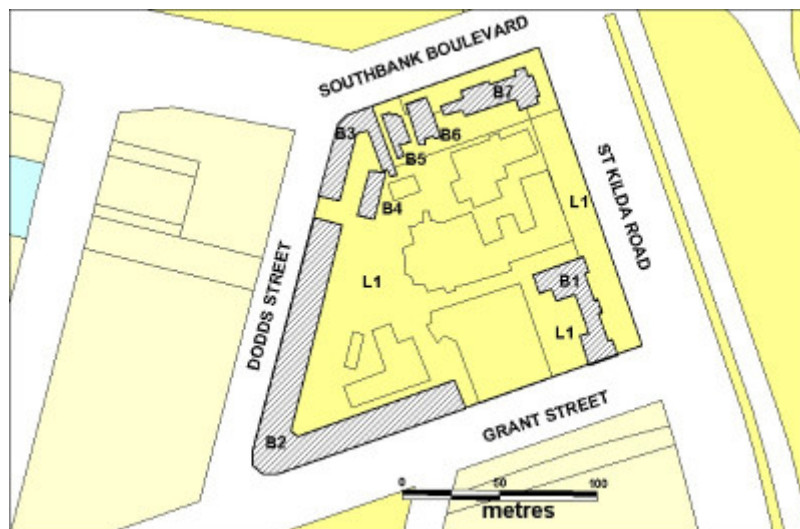 SOUTHBANK BOULEVARD
B7
B3
B6
B5
B4
L1
ST KILDA ROAD
L1
B1
DODDS STREET
L1
B2
GRANT STREET
0 50 100
metres